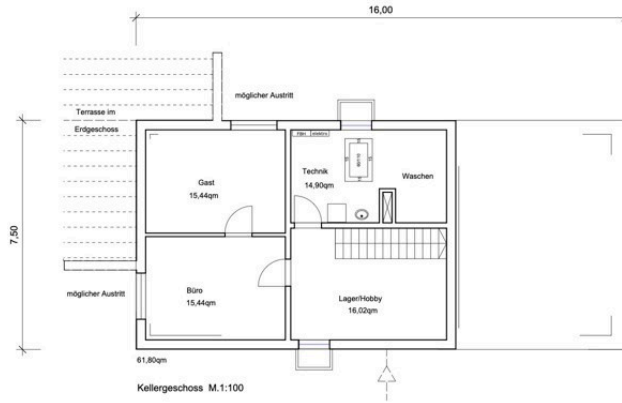 16,00
möglicher Austritt
Terrasse im
Erdgeschoss
Gast
15,44qm
Technik
14,90qm
Waschen
7,50
möglicher Austritt
Büro
15,44qm
Lager/Hobby
16,02qm
61,80qm
Kellergeschoss M.1:100